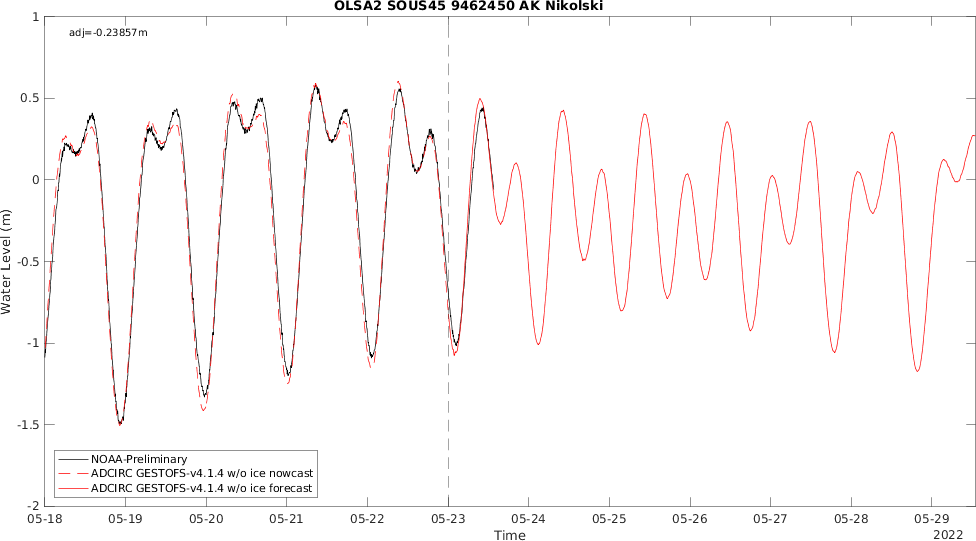 OLSA2 SOUS45 9462450 AK Nikolski
adj=-0.23857m
1
0.5
0
-0.5
-1
-1.5
-2
Water Level (m)
NOAA-Preliminary
ADCIRC GESTOFS-v4.1.4 w/o ice nowcast
ADCIRC GESTOFS-v4.1.4 w/o ice forecast
05-18 05-19 05-20 05-21 05-22 05-23 05-24 05-25 05-26 05-27 05-28 05-29
Time
2022